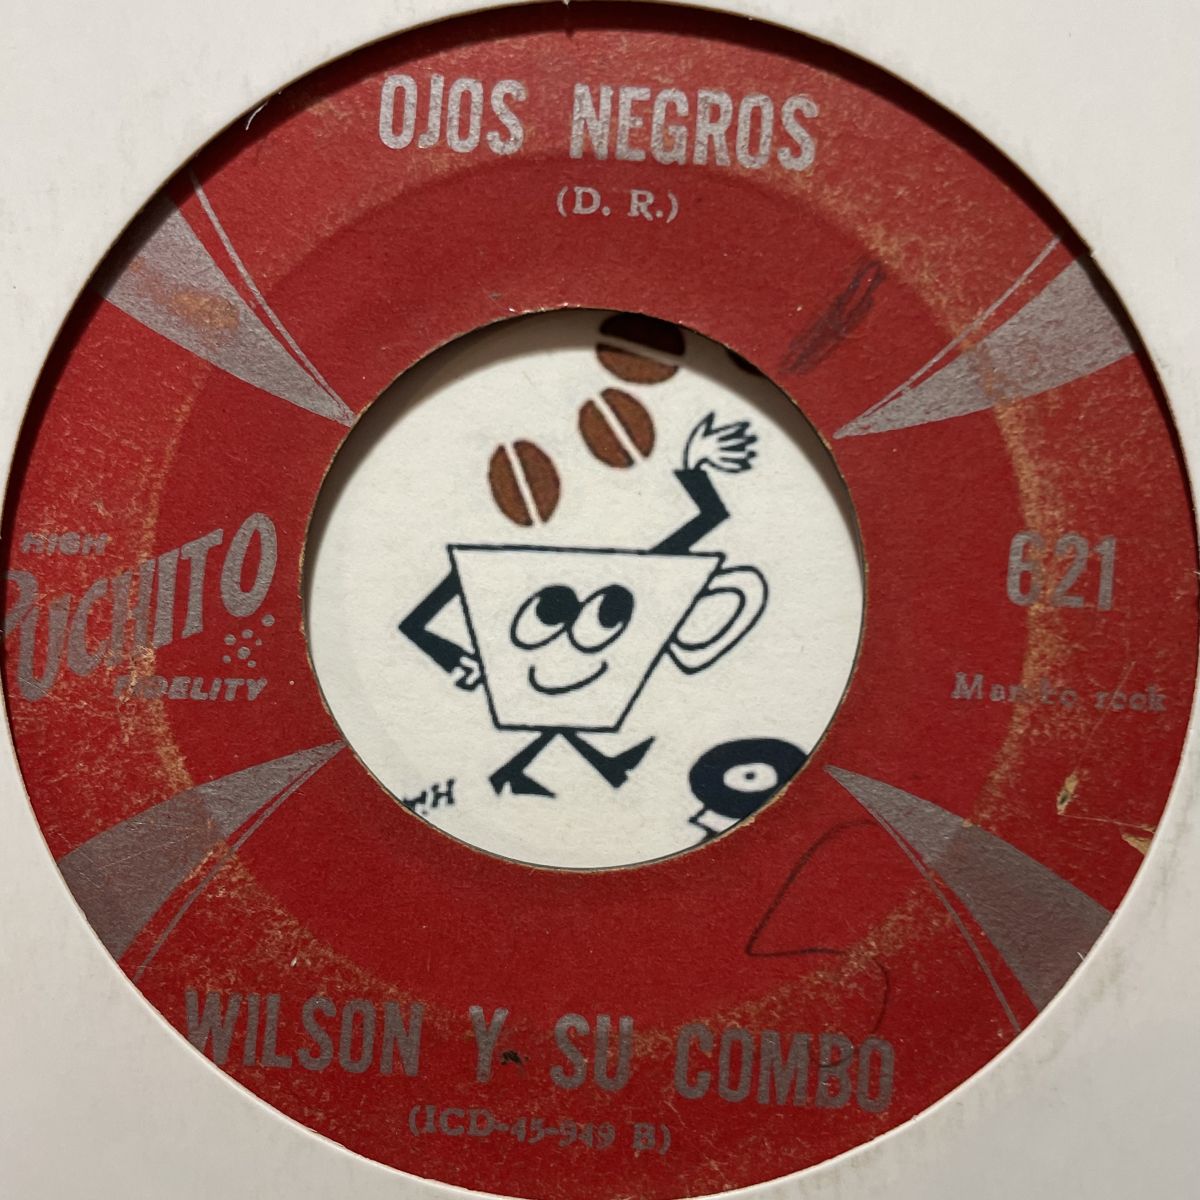 OJOS NEGROS
(D. R.)
HIGH
PUCHITO
FIDELITY
621
Mambo rock
WILSON Y SU COMBO
(ICD-45-949 B)